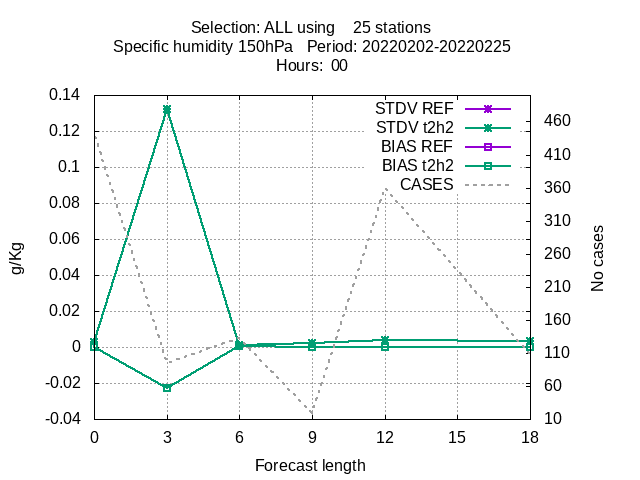 Selection: ALL using    25 stations
Specific humidity 150hPa   Period: 20220202-20220225
Hours:  00
STDV REF
STDV t2h2
BIAS REF
BIAS t2h2
CASES
0.14
0.12
0.1
0.08
0.06
0.04
0.02
0
-0.02
-0.04
g/Kg
460
410
360
310
260
210
160
110
60
10
No cases
0 3 6 9 12 15 18
Forecast length